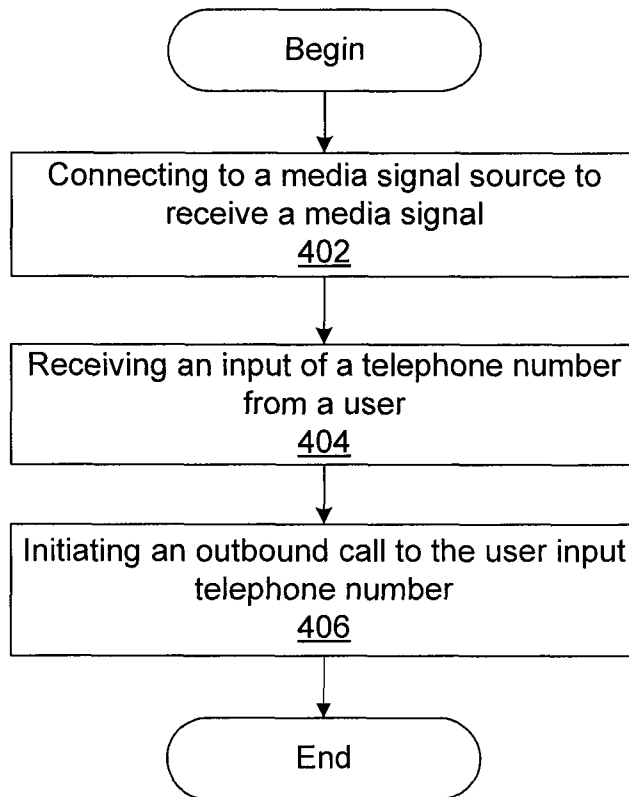 Begin
Connecting to a media signal source to
receive a media signal
402
Receiving an input of a telephone number
from a user
404
Initiating an outbound call to the user input
telephone number
406
End